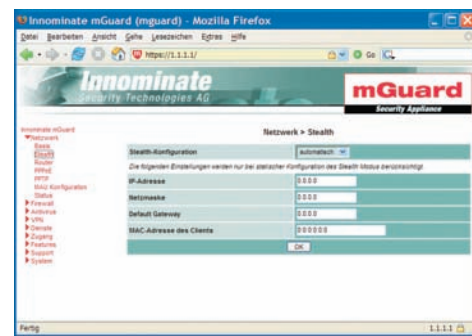 Innominate mGuard (mguard) - Mozilla Firefox
Datei Bearbeiten Ansicht Gehe Lesezeichen Extras Hilfe
https://1.1.1.1/ Go
Innominate
Security Technologies AG
mGuard
Security Appliance
Innominate mGuard
Netzwerk
Basis
Stealth
Router
PPPoE
PPTP
MAU Konfiguration
Status
Firewall
Antivirus
VPN
Dienste
Zugang
Features
Support
System
Netzwerk > Stealth
Stealth-Konfiguration automatisch
Die folgenden Einstellungen werden nur bei statischer Konfiguration des Stealth Modus berücksichtigt
IP-Adresse 0.0.0.0
Netzmaske 0.0.0.0
Default Gateway 0.0.0.0
MAC-Adresse des Clients 0:0:0:0:0:0
OK
Fertig 1.1.1.1